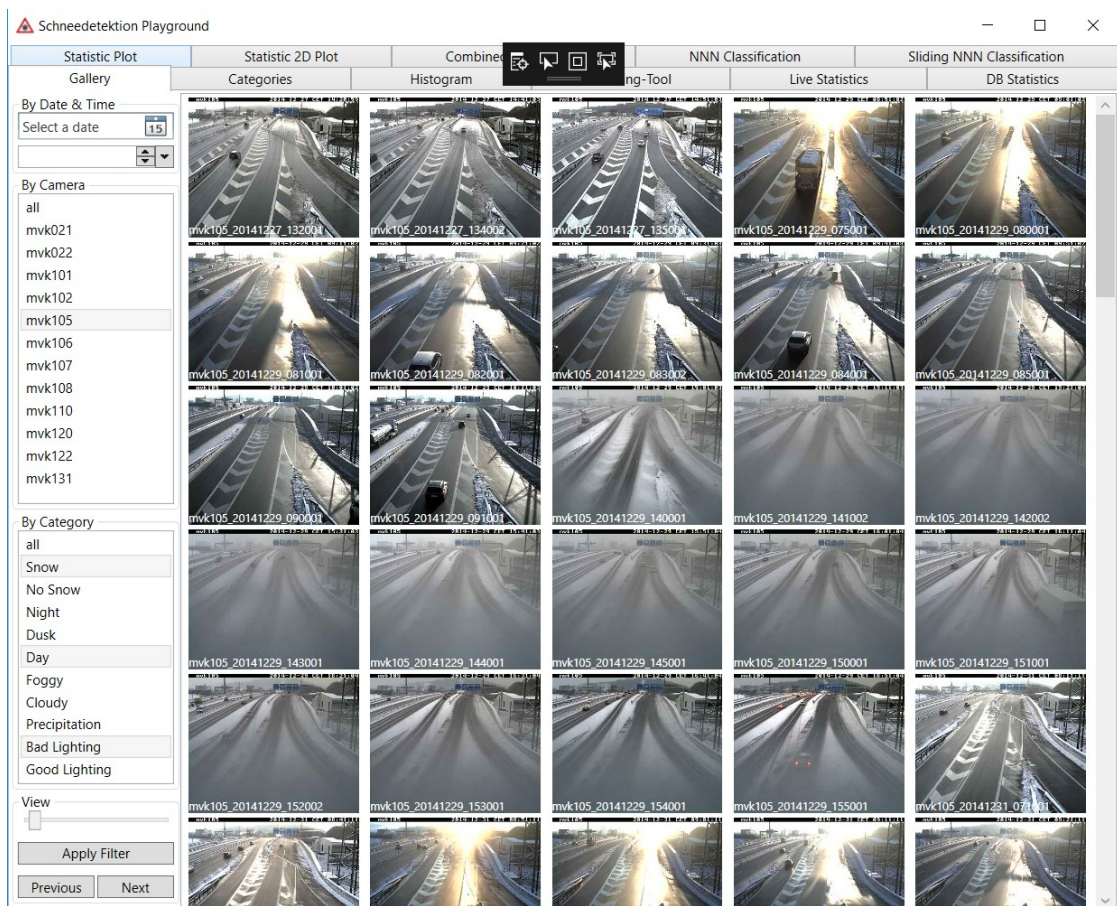 Schneedetektion Playground
Statistic Plot
Statistic 2D Plot
NNN Classification
Sliding NNN Classification
Gallery
Categories
Histogram
Live Statistics
DB Statistics
By Date & Time
Select a date
15
By Camera
all
mvk021
mvk022
mvk101
mvk102
mvk105
mvk106
mvk107
mvk108
mvk110
mvk120
mvk122
mvk131
By Category
all
Snow
No Snow
Night
Dusk
Day
Foggy
Cloudy
Precipitation
Bad Lighting
Good Lighting
View
Apply Filter
Previous
Next
mvk105_20141227_132001
mvk105_20141227_134002
mvk105_20141227_135001
mvk105_20141229_075001
mvk105_20141229_080001
mvk105_20141229_081001
mvk105_20141229_082001
mvk105_20141229_083002
mvk105_20141229_084001
mvk105_20141229_085001
mvk105_20141229_090001
mvk105_20141229_091001
mvk105_20141229_140001
mvk105_20141229_141002
mvk105_20141229_142002
mvk105_20141229_143001
mvk105_20141229_144001
mvk105_20141229_145001
mvk105_20141229_150001
mvk105_20141229_151001
mvk105_20141229_152002
mvk105_20141229_153001
mvk105_20141229_154001
mvk105_20141229_155001
mvk105_20141231_071001